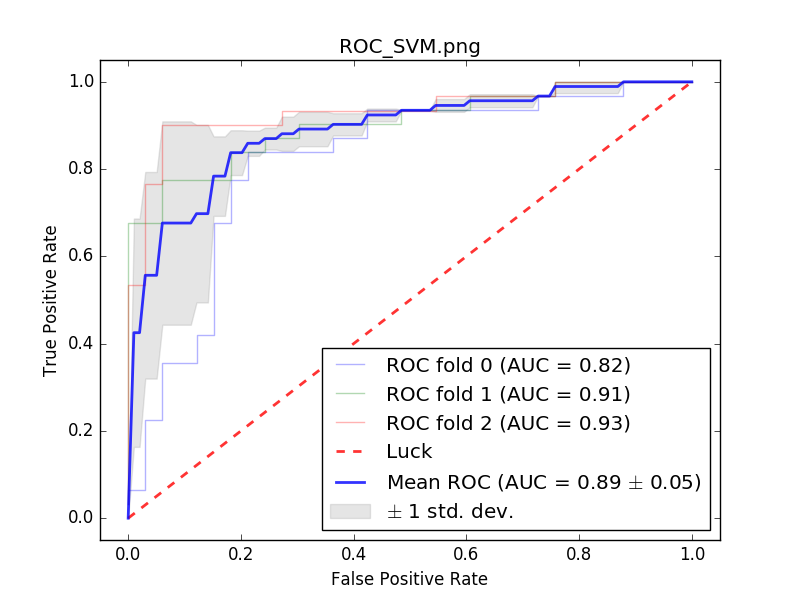 ROC_SVM.png
True Positive Rate
1.0
0.8
0.6
0.4
0.2
0.0
ROC fold 0 (AUC = 0.82)
ROC fold 1 (AUC = 0.91)
ROC fold 2 (AUC = 0.93)
Luck
Mean ROC (AUC = 0.89 ± 0.05)
± 1 std. dev.
0.0 0.2 0.4 0.6 0.8 1.0
False Positive Rate